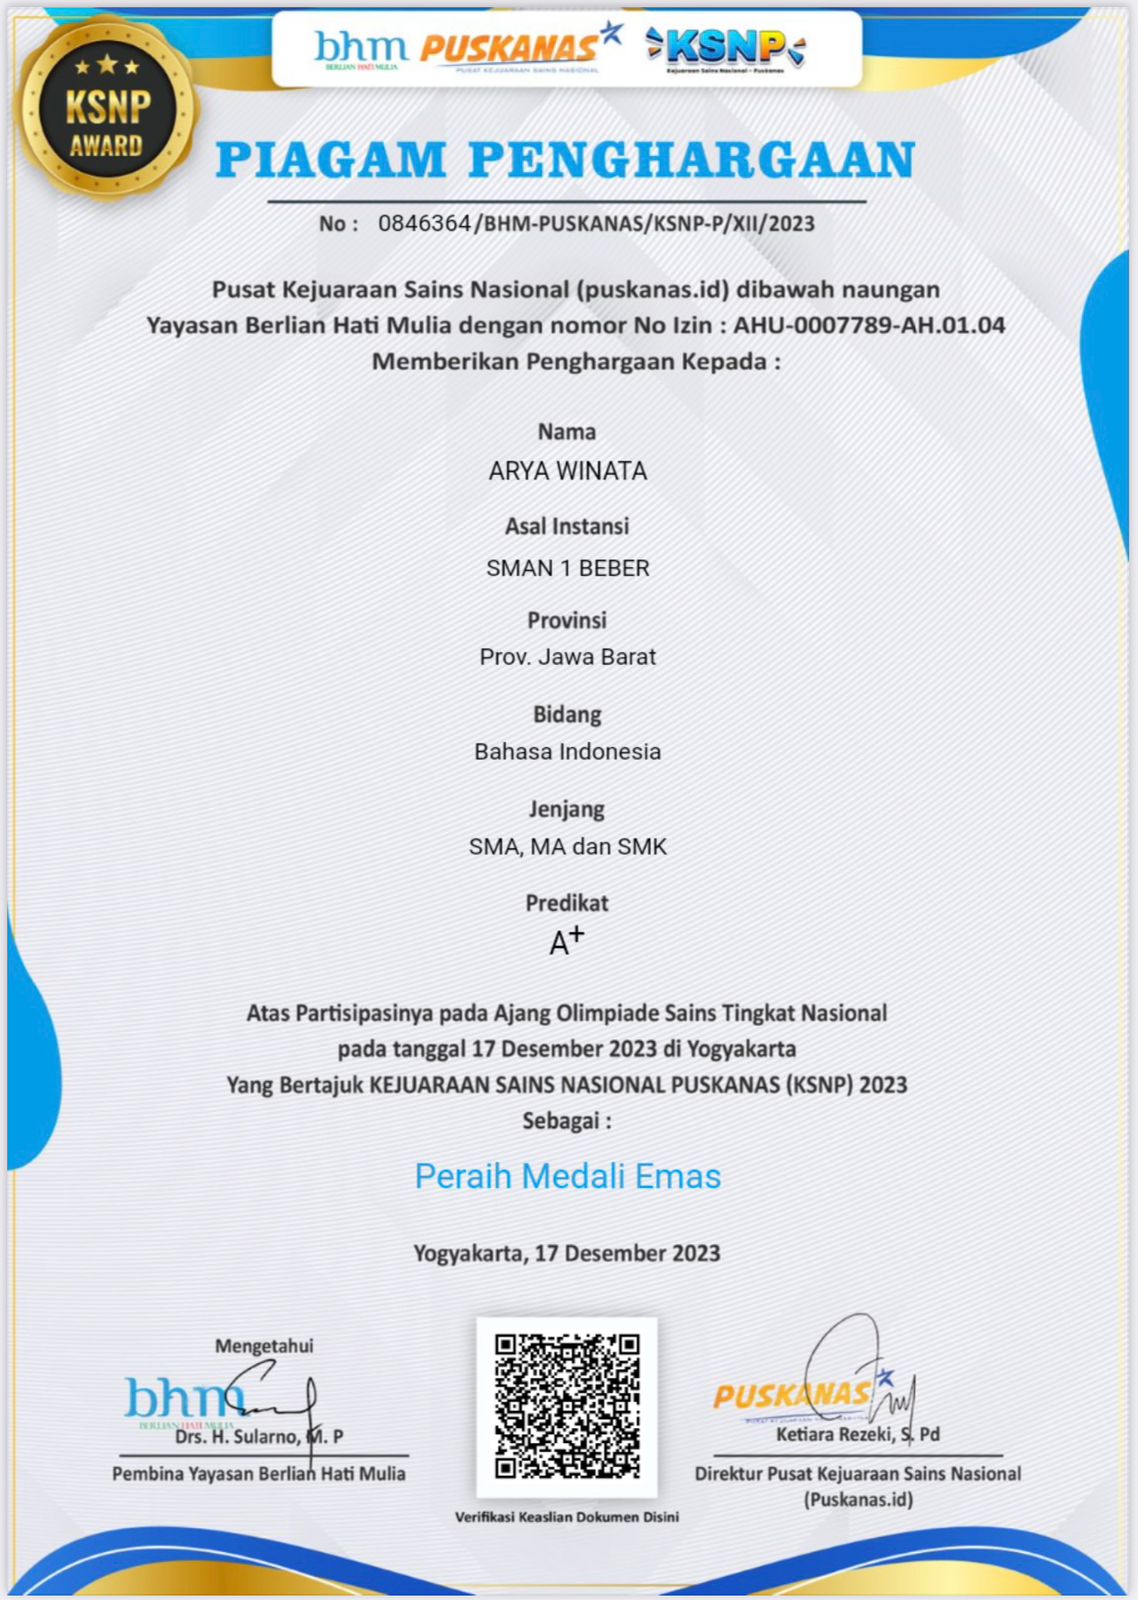 bhm
BERLIAN HATI MULIA
PUSKANAS
PUSAT KEJUARAAN SAINS NASIONAL
KSNP
Kejuaraan Sains Nasional - Puskanas
KSNP
AWARD
PIAGAM PENGHARGAAN
No : 0846364/BHM-PUSKANAS/KSNP-P/XII/2023
Pusat Kejuaraan Sains Nasional (puskanas.id) dibawah naungan
Yayasan Berlian Hati Mulia dengan nomor No Izin : AHU-0007789-AH.01.04
Memberikan Penghargaan Kepada :
Nama
ARYA WINATA
Asal Instansi
SMAN 1 BEBER
Provinsi
Prov. Jawa Barat
Bidang
Bahasa Indonesia
Jenjang
SMA, MA dan SMK
Predikat
A+
Atas Partisipasinya pada Ajang Olimpiade Sains Tingkat Nasional
pada tanggal 17 Desember 2023 di Yogyakarta
Yang Bertajuk KEJUARAAN SAINS NASIONAL PUSKANAS (KSNP) 2023
Sebagai :
Peraih Medali Emas
Yogyakarta, 17 Desember 2023
Mengetahui
bhm
BERLIAN HATI MULIA
Drs. H. Sularno, M. P
Pembina Yayasan Berlian Hati Mulia
Verifikasi Keaslian Dokumen Disini
PUSKANAS
Ketiara Rezeki, S. Pd
Direktur Pusat Kejuaraan Sains Nasional
(Puskanas.id)